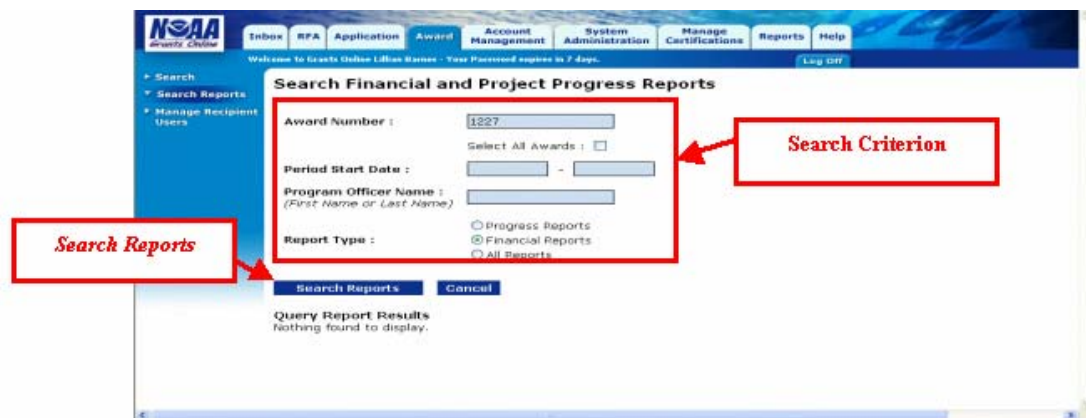 NOAA
Grants Online
Inbox RFA Application Award Account Management System Administration Manage Certifications Reports Help
Welcome to Grants Online Lillian Barnes - Your Password expires in 7 days.
Log Off
Search
Search Reports
Manage Recipient Users
Search Financial and Project Progress Reports
Award Number : 1227
Select All Awards :
Period Start Date : -
Program Officer Name :
(First Name or Last Name)
Report Type :
Progress Reports
Financial Reports
All Reports
Search Reports Cancel
Query Report Results
Nothing found to display.
Search Criterion
Search Reports